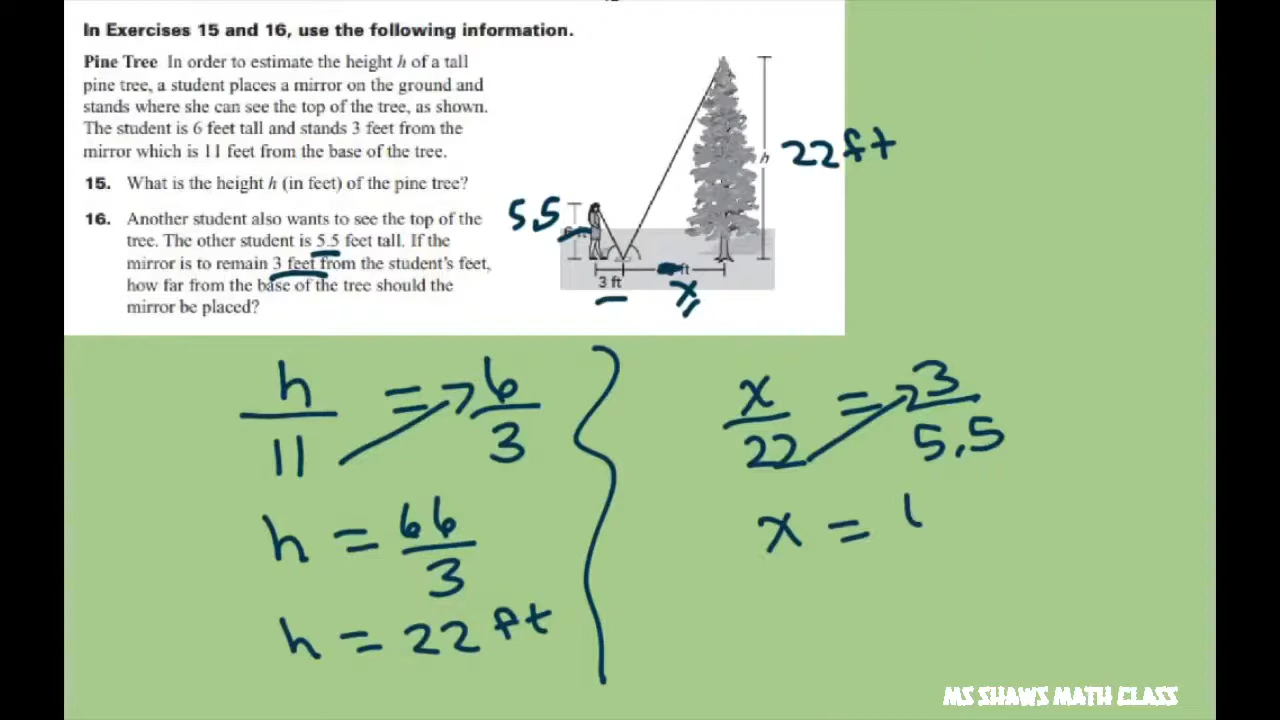 In Exercises 15 and 16, use the following information.
Pine Tree In order to estimate the height h of a tall
pine tree, a student places a mirror on the ground and
stands where she can see the top of the tree, as shown.
The student is 6 feet tall and stands 3 feet from the
mirror which is 11 feet from the base of the tree.
15. What is the height h (in feet) of the pine tree?
16. Another student also wants to see the top of the
tree. The other student is 5.5 feet tall. If the
mirror is to remain 3 feet from the student's feet,
how far from the base of the tree should the
mirror be placed?
h
22 ft
5.5
ft
3 ft
x
h/11 = 6/3
h = 66/3
h = 22 ft
x/22 = 3/5.5
x =
MS SHAWS MATH CLASS